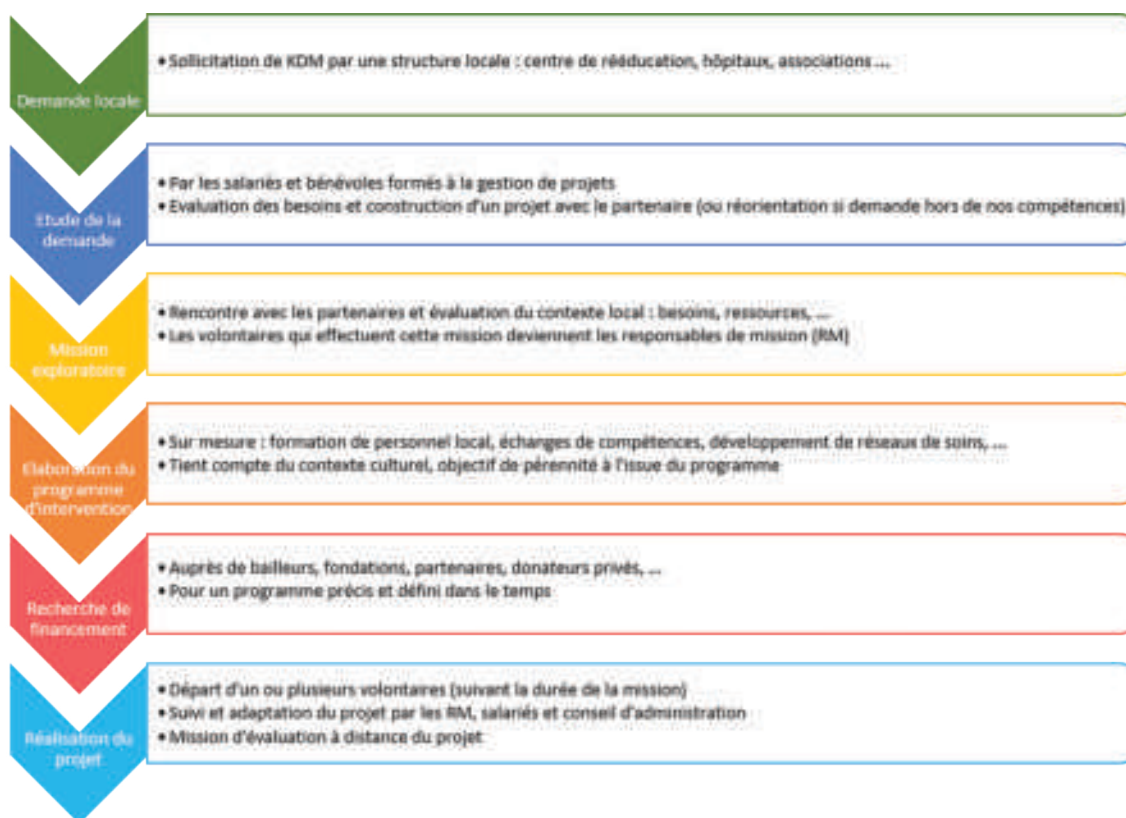 Demande locale
• Sollicitation de KDM par une structure locale : centre de rééducation, hôpitaux, associations ...
Etude de la
demande
• Par les salariés et bénévoles formés à la gestion de projets
• Evaluation des besoins et construction d'un projet avec le partenaire (ou réorientation si demande hors de nos compétences)
Mission
exploratoire
• Rencontre avec les partenaires et évaluation du contexte local : besoins, ressources, ...
• Les volontaires qui effectuent cette mission deviennent les responsables de mission (RM)
Elaboration du
programme
d'intervention
• Sur mesure : formation de personnel local, échanges de compétences, développement de réseaux de soins, ...
• Tient compte du contexte culturel, objectif de pérennité à l'issue du programme
Recherche de
financement
• Auprès de bailleurs, fondations, partenaires, donateurs privés, ...
• Pour un programme précis et défini dans le temps
Réalisation du
projet
• Départ d'un ou plusieurs volontaires (suivant la durée de la mission)
• Suivi et adaptation du projet par les RM, salariés et conseil d'administration
• Mission d'évaluation à distance du projet